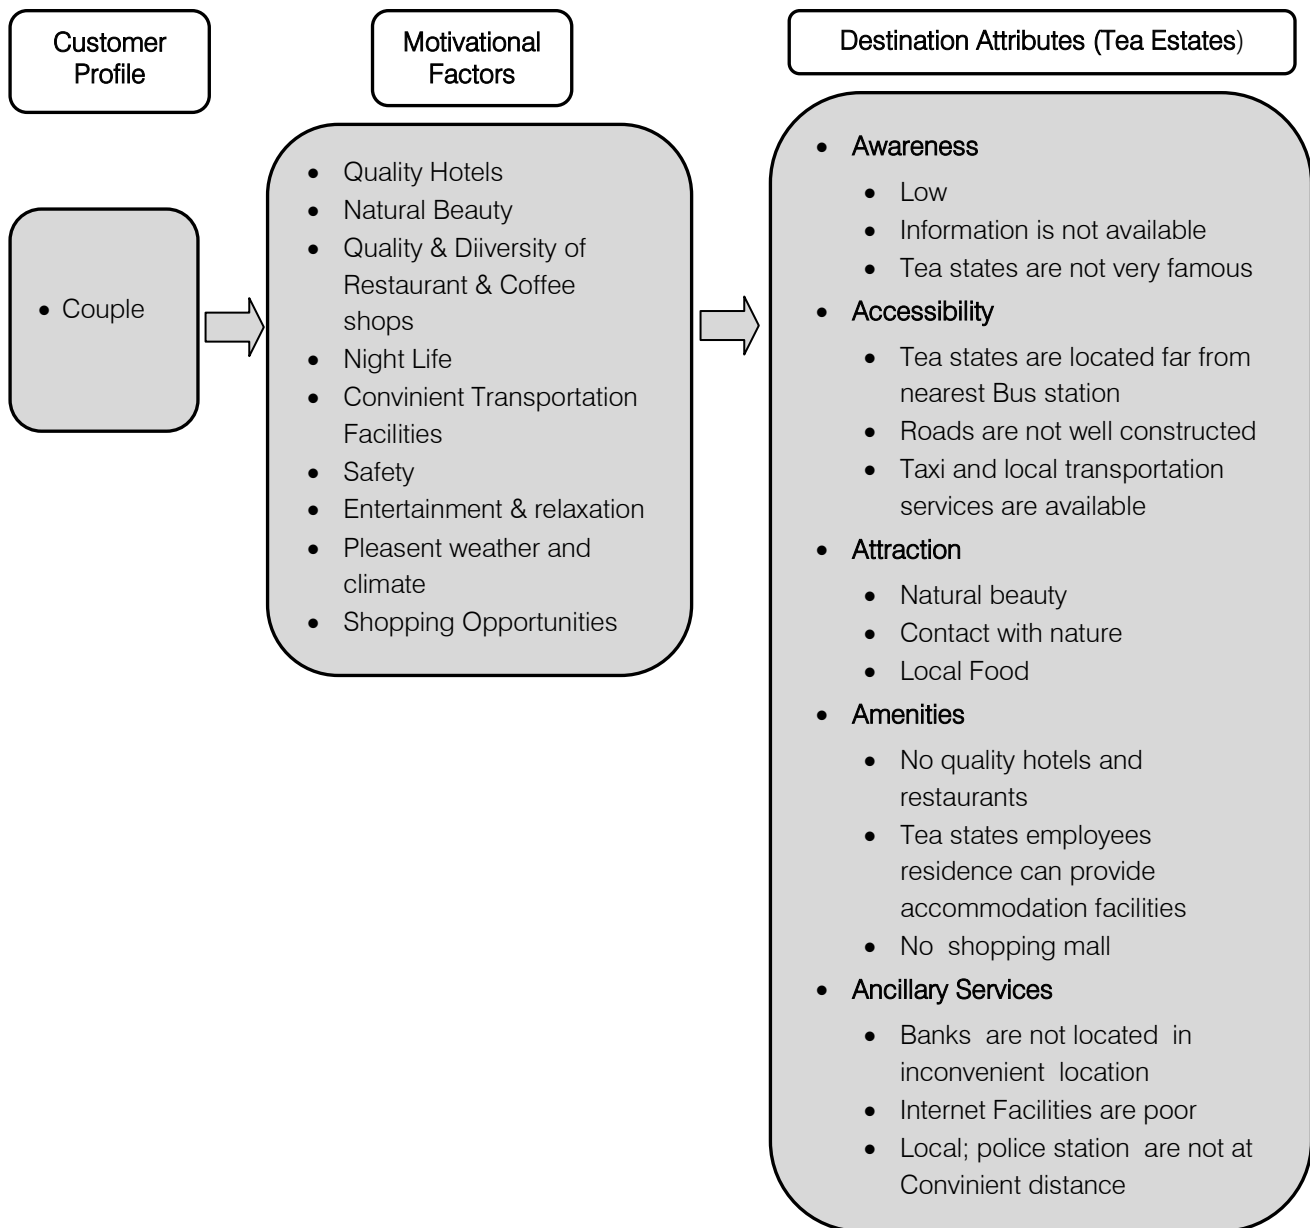 Customer
Profile
Motivational
Factors
Destination Attributes (Tea Estates)
• Couple
• Quality Hotels
• Natural Beauty
• Quality & Diiversity of
Restaurant & Coffee
shops
• Night Life
• Convinient Transportation
Facilities
• Safety
• Entertainment & relaxation
• Pleasent weather and
climate
• Shopping Opportunities
• Awareness
• Low
• Information is not available
• Tea states are not very famous
• Accessibility
• Tea states are located far from
nearest Bus station
• Roads are not well constructed
• Taxi and local transportation
services are available
• Attraction
• Natural beauty
• Contact with nature
• Local Food
• Amenities
• No quality hotels and
restaurants
• Tea states employees
residence can provide
accommodation facilities
• No shopping mall
• Ancillary Services
• Banks are not located in
inconvenient location
• Internet Facilities are poor
• Local; police station are not at
Convinient distance